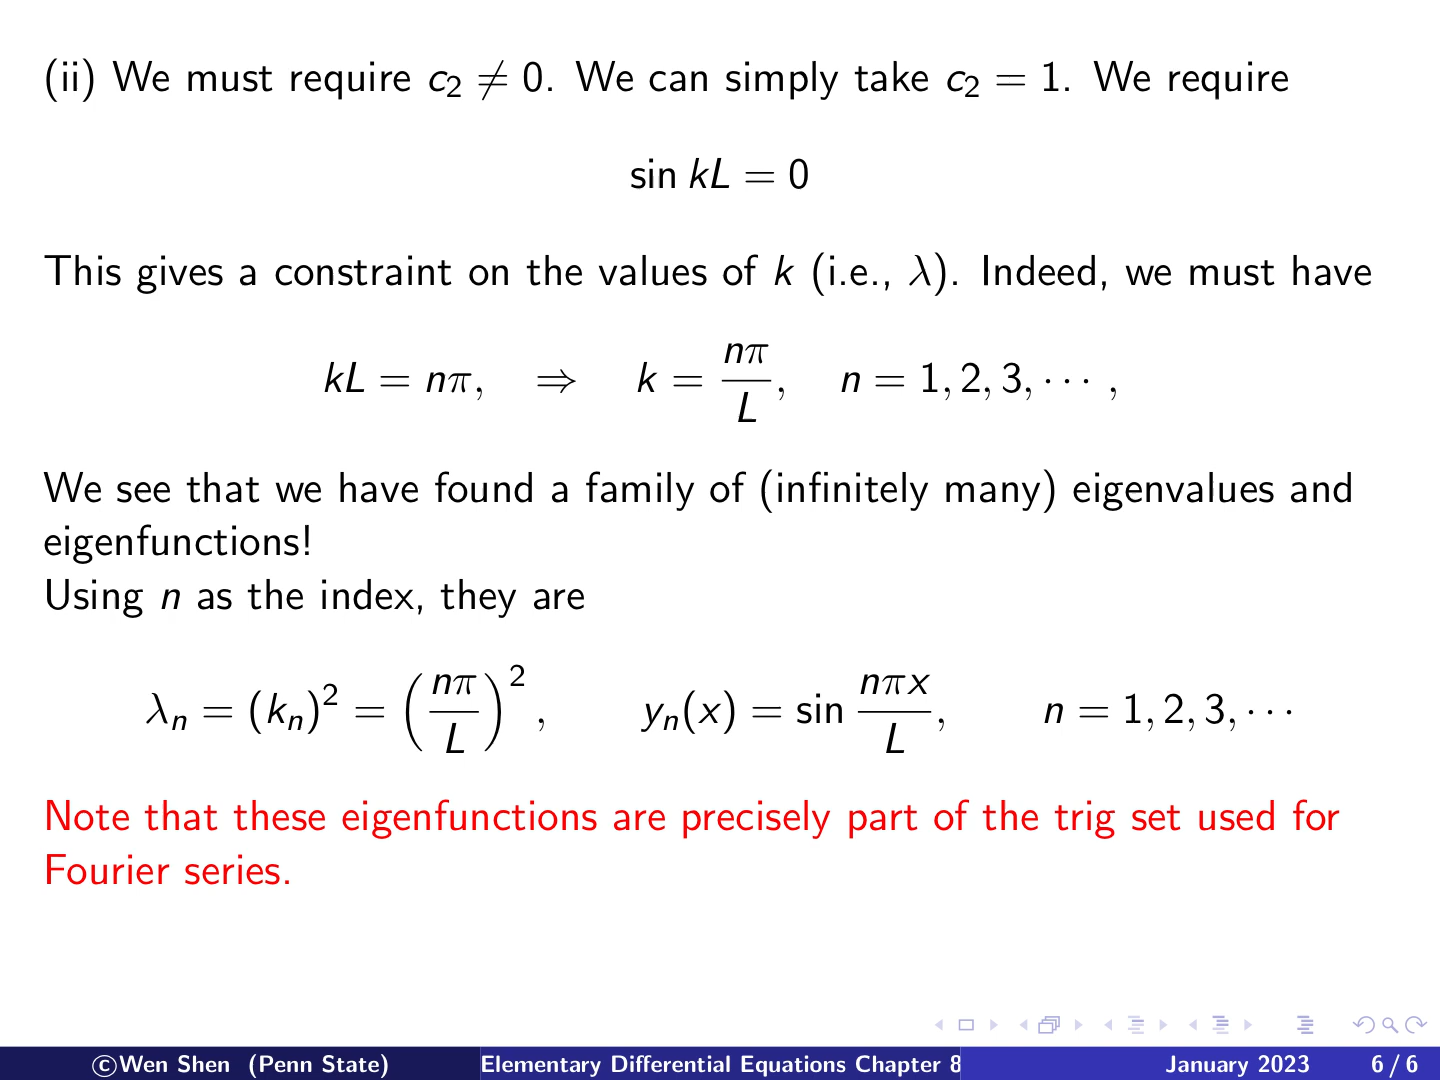 (ii) We must require c₂ ≠ 0. We can simply take c₂ = 1. We require
sin kL = 0
This gives a constraint on the values of k (i.e., λ). Indeed, we must have
kL = nπ, ⇒ k = nπ/L, n = 1, 2, 3, ⋯ ,
We see that we have found a family of (infinitely many) eigenvalues and
eigenfunctions!
Using n as the index, they are
λₙ = (kₙ)² = (nπ/L)², yₙ(x) = sin nπx/L, n = 1, 2, 3, ⋯
Note that these eigenfunctions are precisely part of the trig set used for
Fourier series.
©Wen Shen (Penn State) Elementary Differential Equations Chapter 8 January 2023 6 / 6